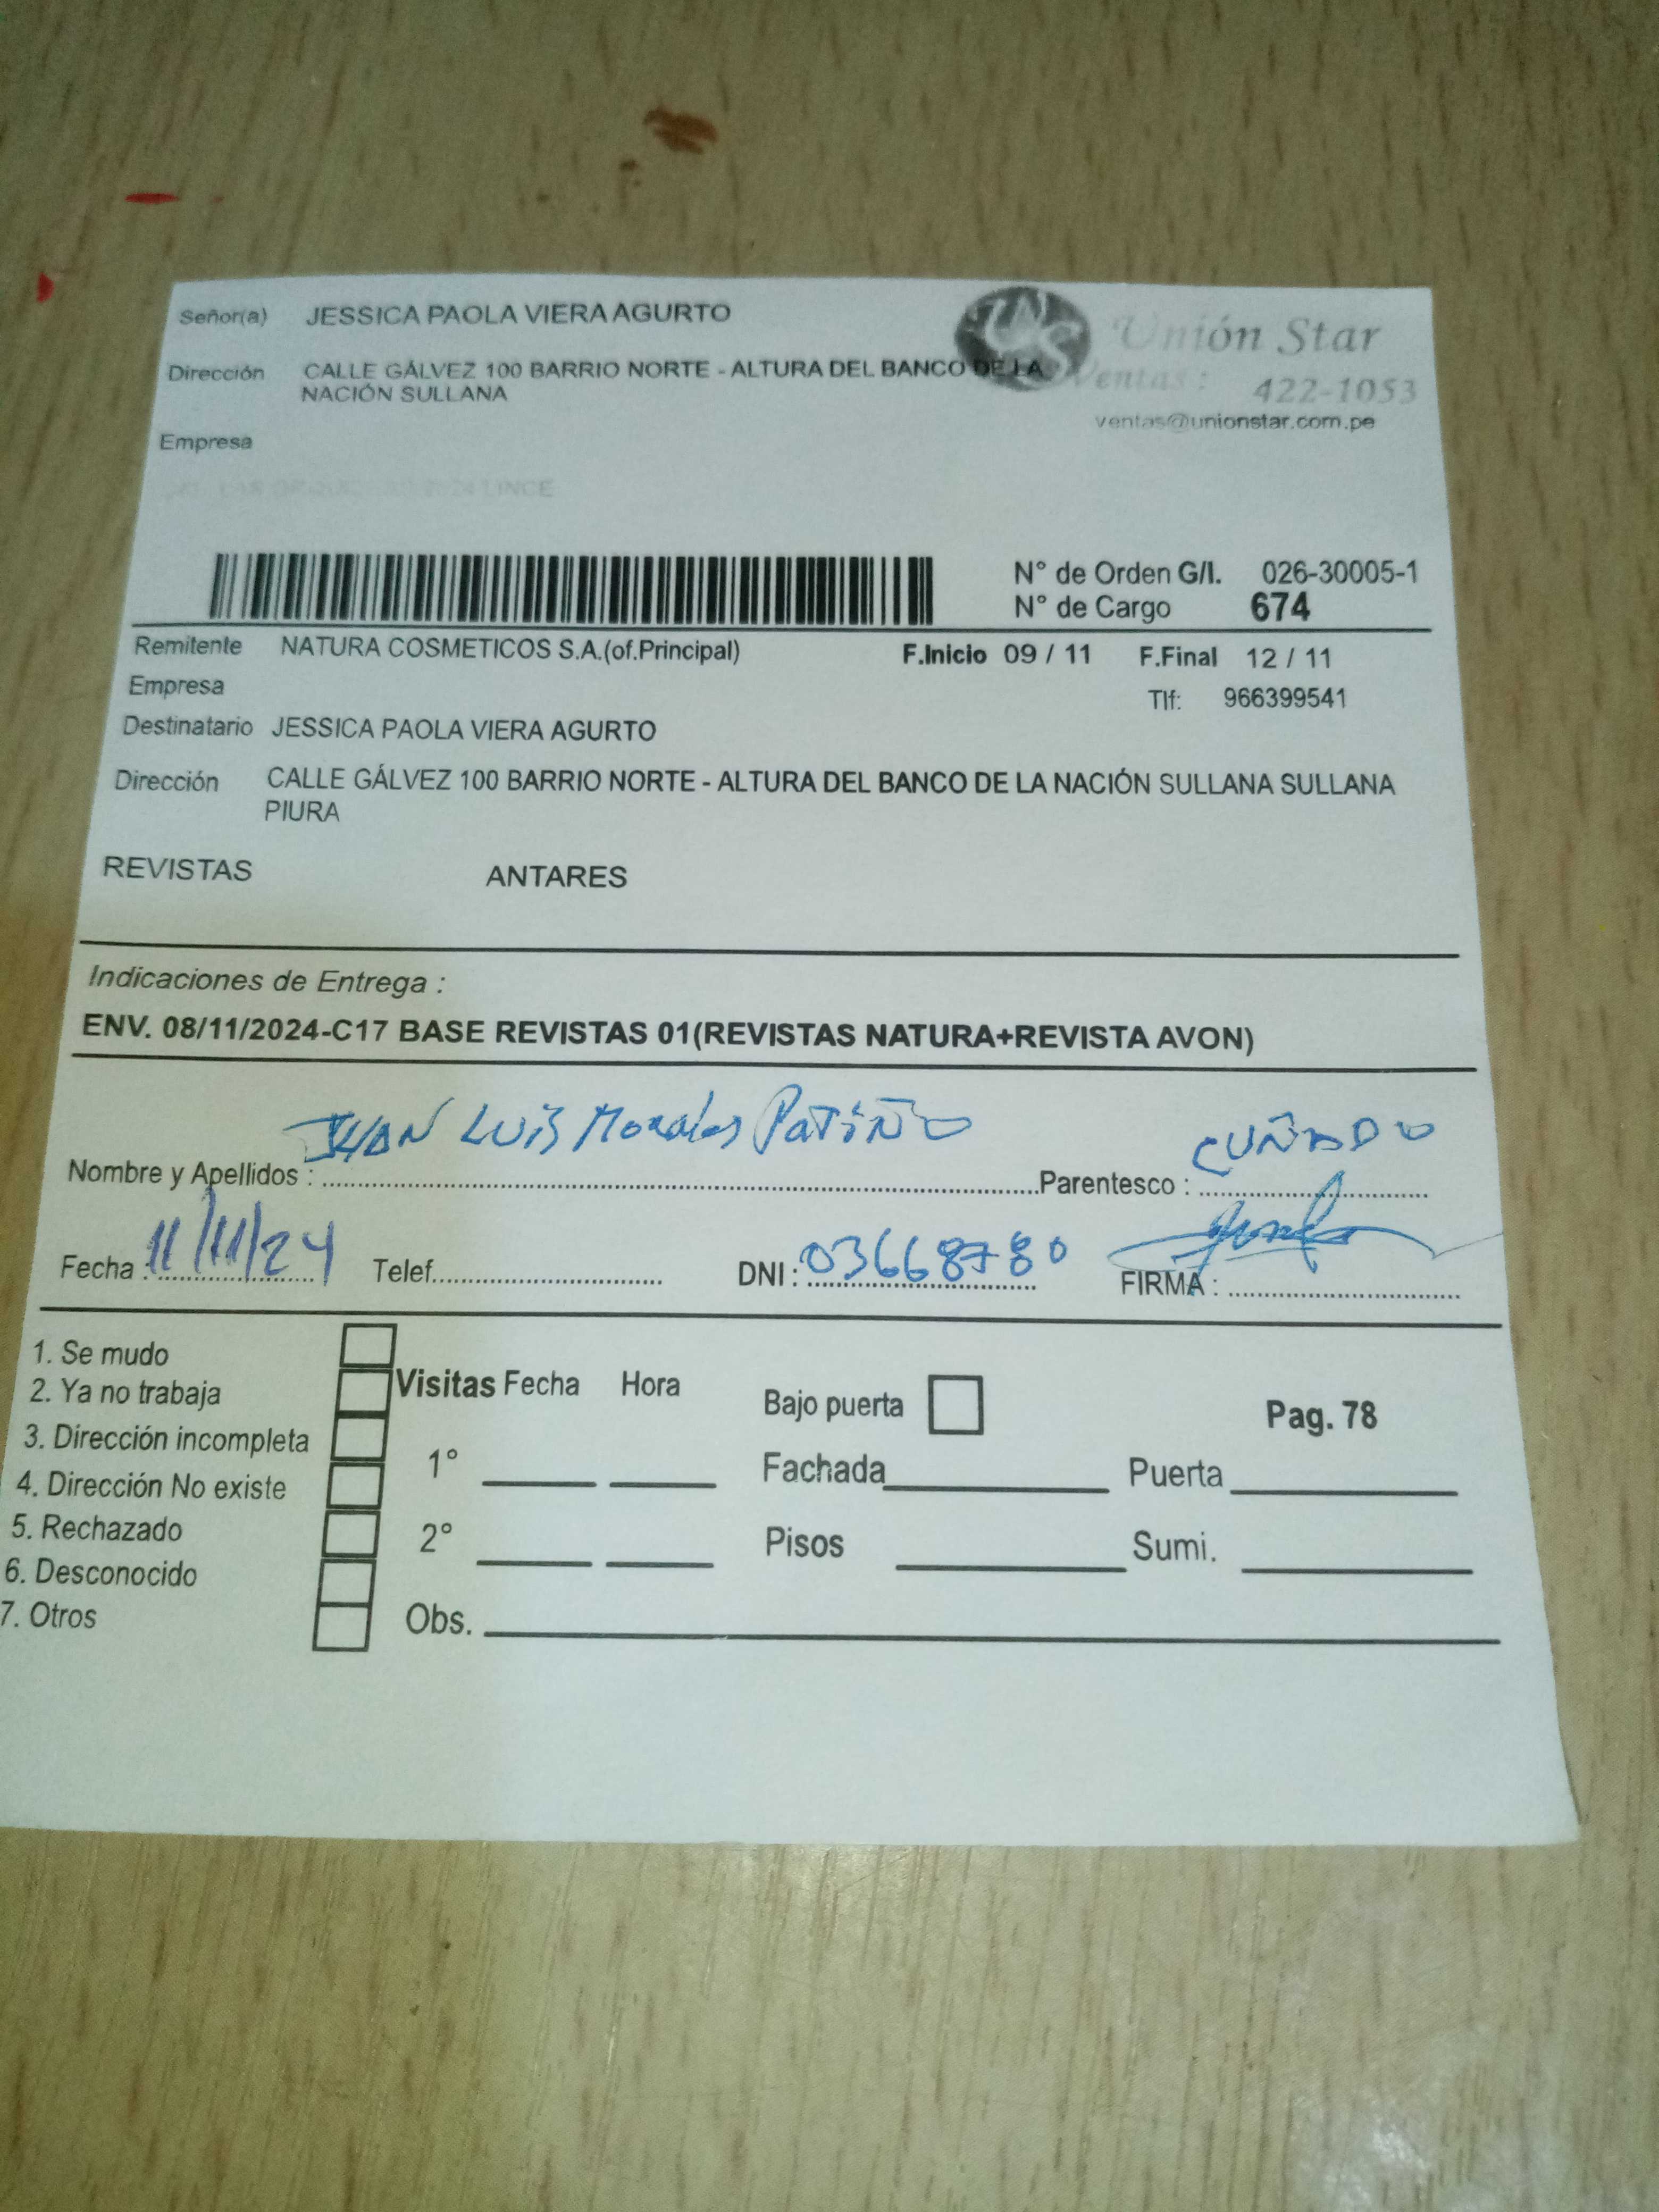 Señor(a) JESSICA PAOLA VIERA AGURTO
Unión Star
Dirección CALLE GÁLVEZ 100 BARRIO NORTE - ALTURA DEL BANCO DE LA
NACIÓN SULLANA
Ventas : 422-1053
ventas@unionstar.com.pe
Empresa
LINCE
N° de Orden G/I. 026-30005-1
N° de Cargo 674
Remitente NATURA COSMETICOS S.A.(of.Principal) F.Inicio 09 / 11 F.Final 12 / 11
Empresa Tlf: 966399541
Destinatario JESSICA PAOLA VIERA AGURTO
Dirección CALLE GÁLVEZ 100 BARRIO NORTE - ALTURA DEL BANCO DE LA NACIÓN SULLANA SULLANA
PIURA
REVISTAS ANTARES
Indicaciones de Entrega :
ENV. 08/11/2024-C17 BASE REVISTAS 01(REVISTAS NATURA+REVISTA AVON)
Nombre y Apellidos : JUAN LUiS Morales PaTiÑo Parentesco : CUÑADO
Fecha : 11/11/24 Telef. DNI : 03668780 FIRMA :
1. Se mudo
2. Ya no trabaja
3. Dirección incompleta
4. Dirección No existe
5. Rechazado
6. Desconocido
7. Otros
Visitas Fecha Hora
1°
2°
Obs.
Bajo puerta Pag. 78
Fachada Puerta
Pisos Sumi.